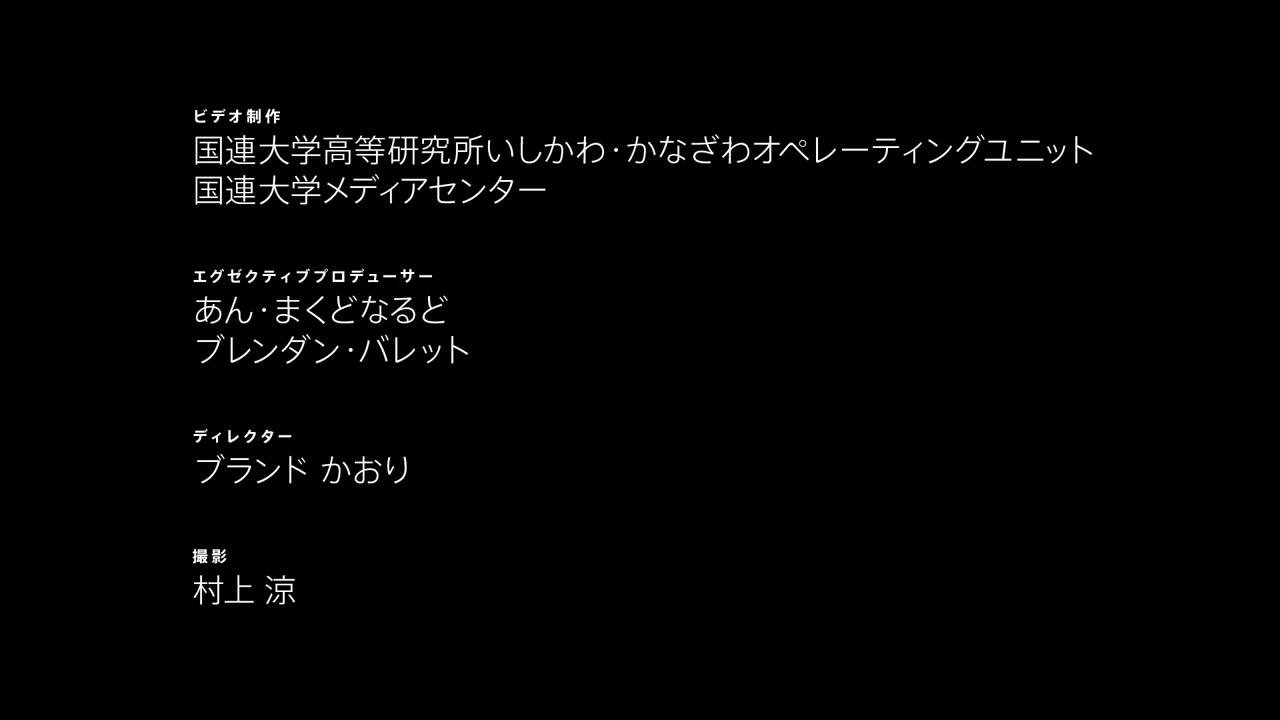 ビデオ制作
国連大学高等研究所いしかわ・かなざわオペレーティングユニット
国連大学メディアセンター
エグゼクティブプロデューサー
あん・まくどなるど
ブレンダン・バレット
ディレクター
ブランド かおり
撮影
村上 涼